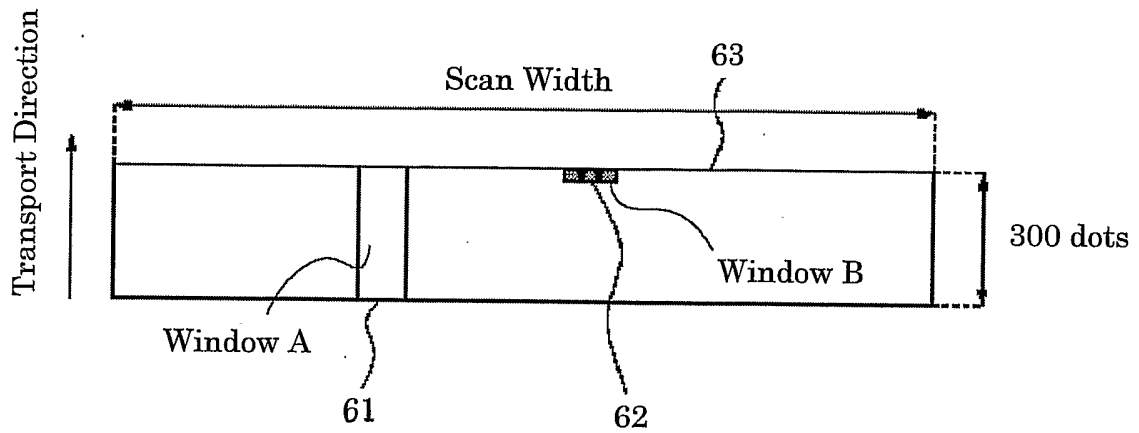 63
Scan Width
Transport Direction
300 dots
Window B
Window A
61
62